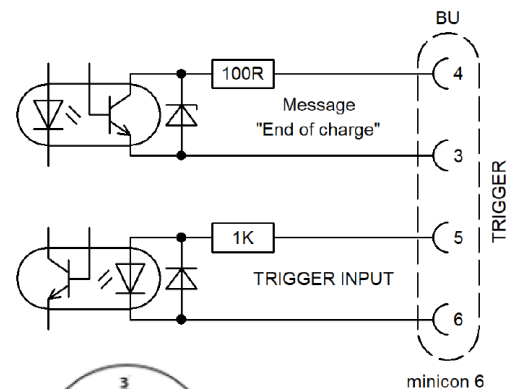 BU
100R
4
Message
"End of charge"
3
TRIGGER
1K
5
TRIGGER INPUT
6
minicon 6
3